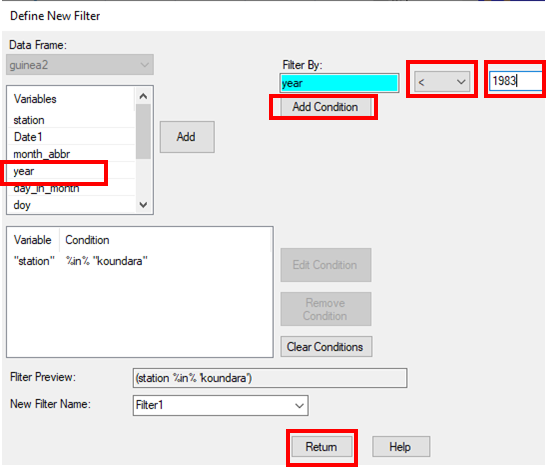 Define New Filter
Data Frame:
guinea2
Filter By:
year
<
1983
Add Condition
Variables
station
Date1
month_abbr
year
day_in_month
doy
Add
Variable Condition
"station" %in% "koundara"
Edit Condition
Remove
Condition
Clear Conditions
Fliter Preview:
(station %in% 'koundara')
New Filter Name:
Filter1
Return
Help